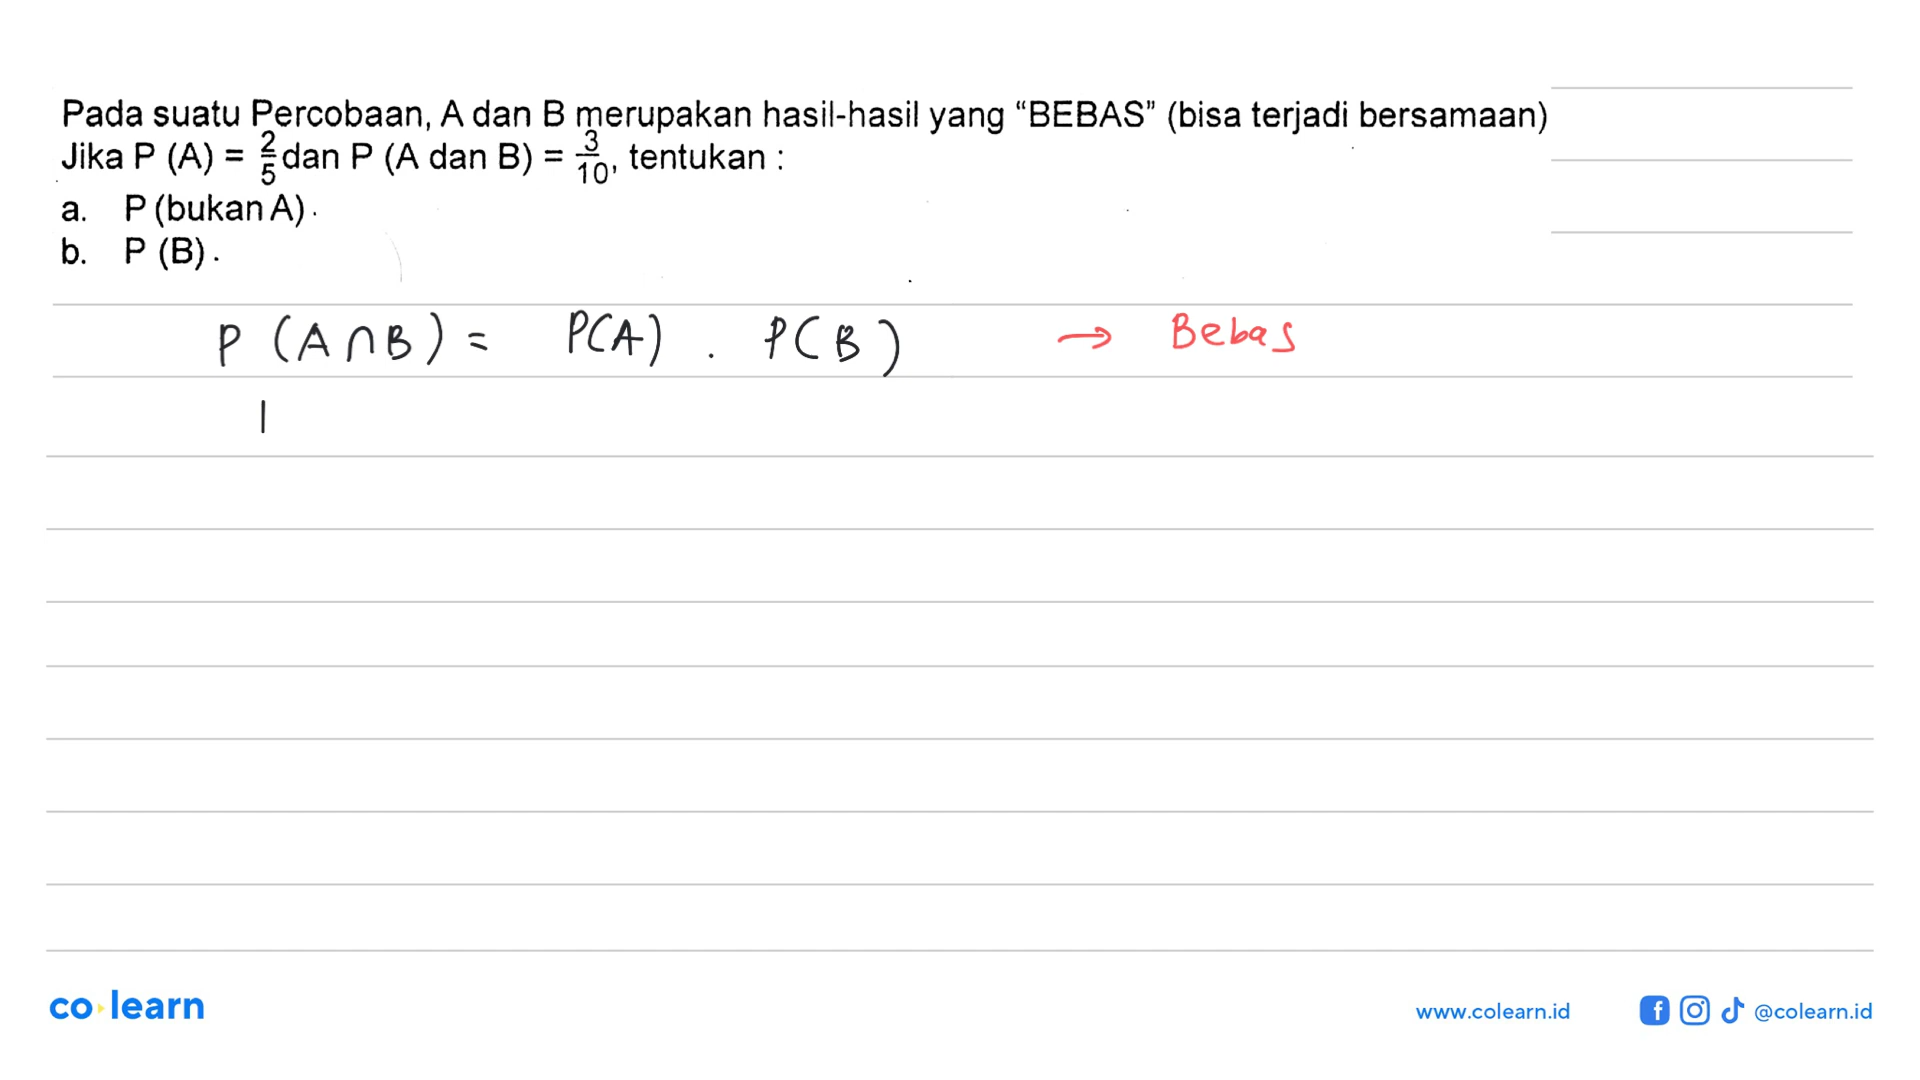 Pada suatu Percobaan, A dan B merupakan hasil-hasil yang “BEBAS” (bisa terjadi bersamaan)
Jika P (A) = 2/5 dan P (A dan B) = 3/10, tentukan :
a. P (bukan A).
b. P (B).
P (A ∩ B) = P(A) . P(B) → Bebas
|
co learn
www.colearn.id @colearn.id